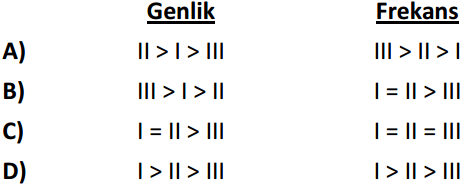 Genlik Frekans
A) II > I > III III > II > I
B) III > I > II I = II > III
C) I = II > III I = II = III
D) I > II > III I > II > III